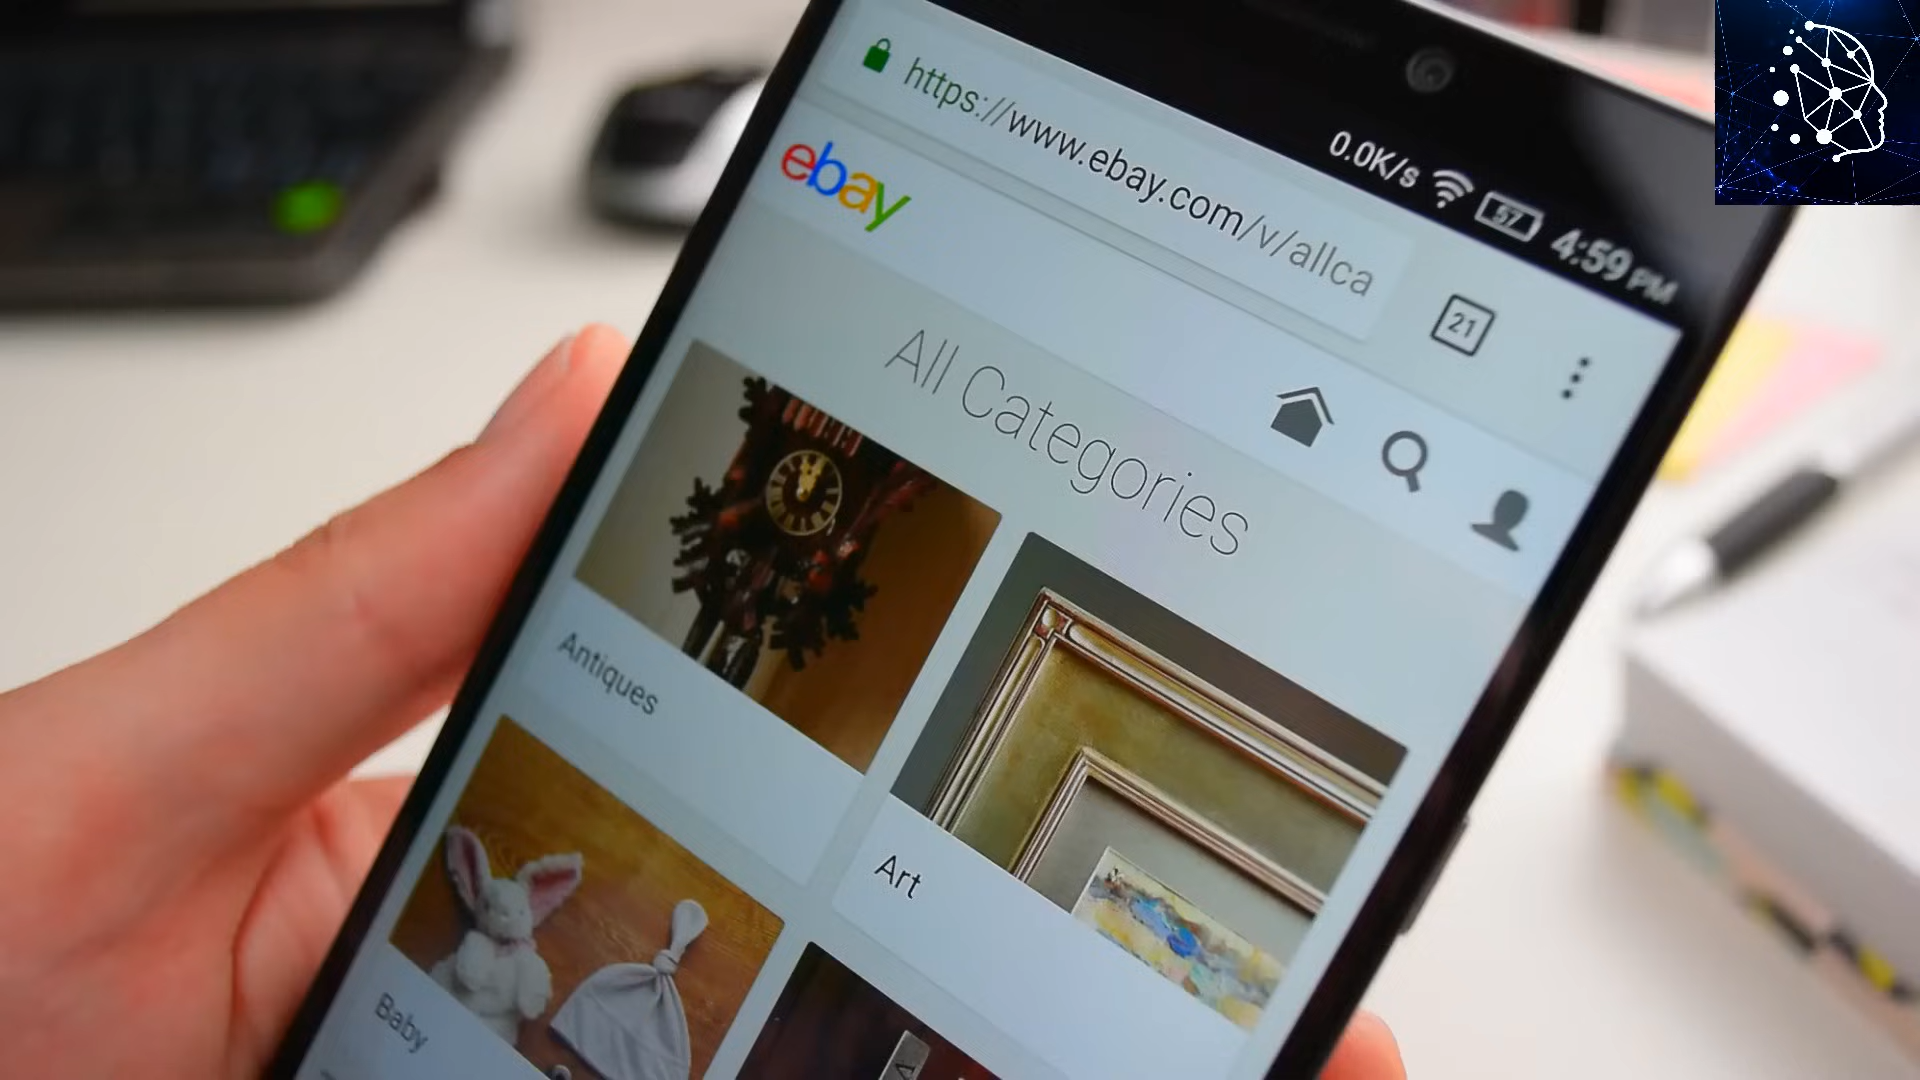 0.0K/s 57 4:59 PM
https://www.ebay.com/v/allca
21
ebay
All Categories
Antiques
Art
Baby